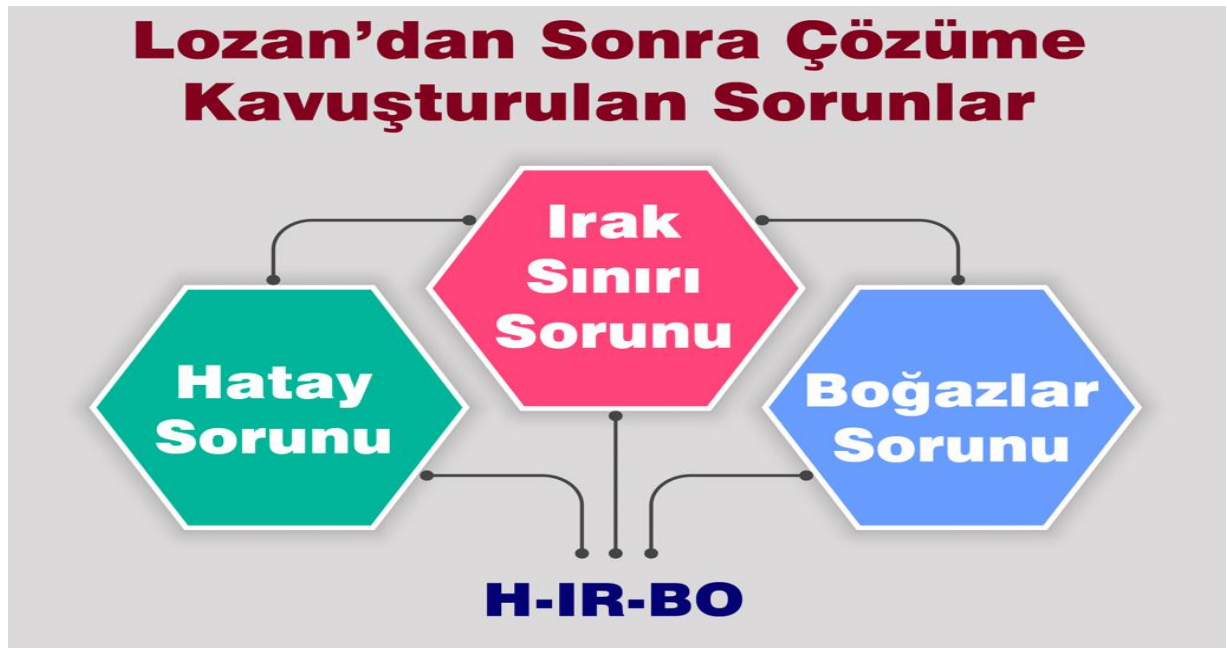 Lozan’dan Sonra Çözüme
Kavuşturulan Sorunlar
Irak
Sınırı
Sorunu
Hatay
Sorunu
Boğazlar
Sorunu
H-IR-BO